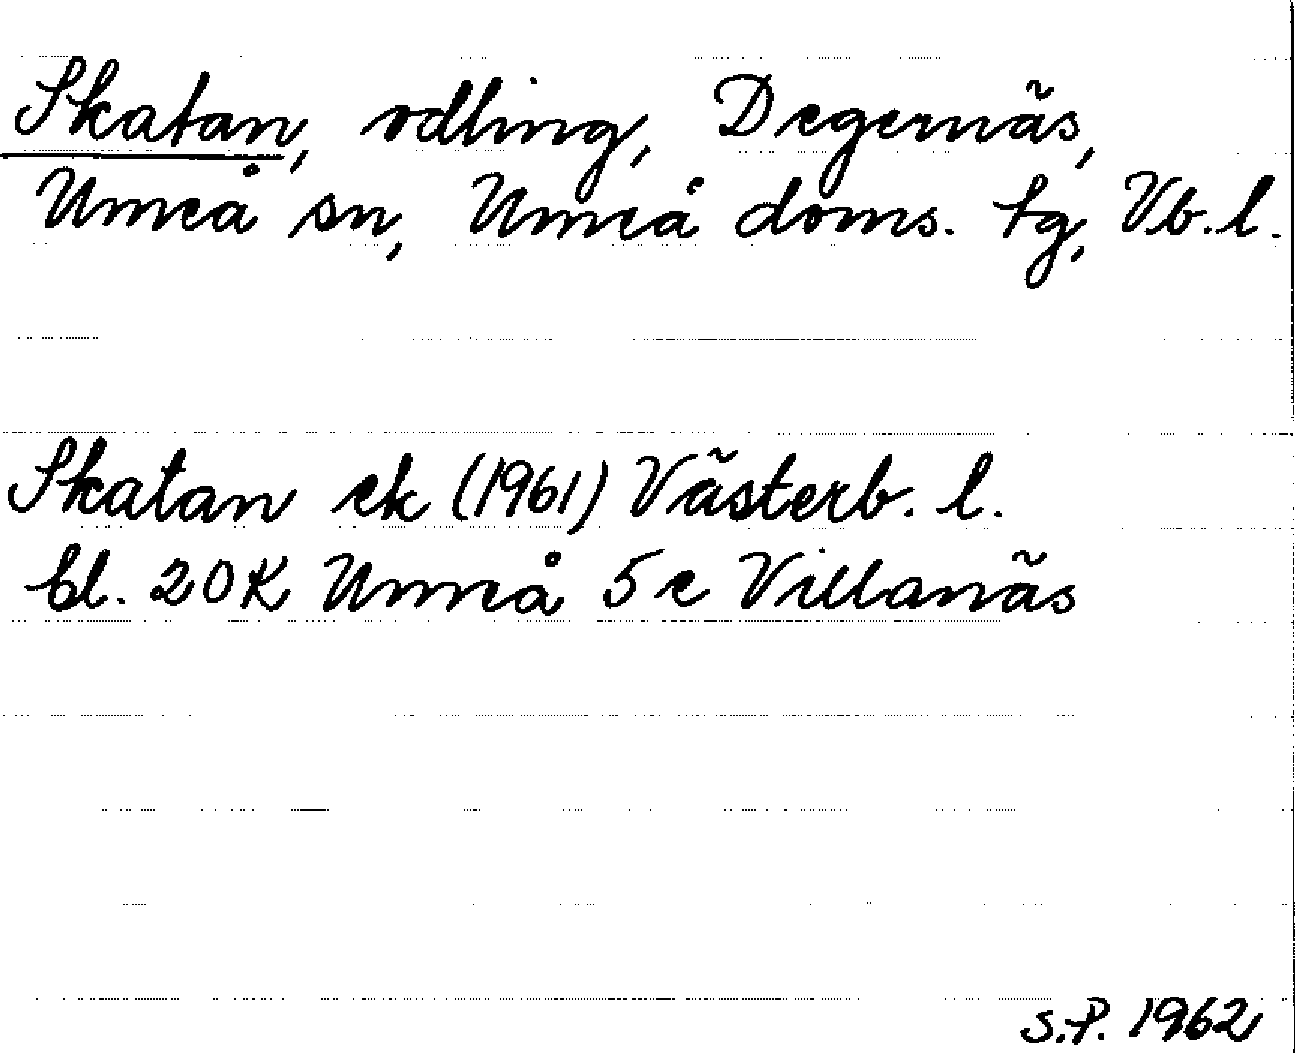 Skatan, odling, Degernäs,
Umeå sn, Umeå doms. tg, Vb.l.
Skatan ek (1961) Västerb. l.
bl. 20K Umeå 5e Villanäs
S.P. 1962